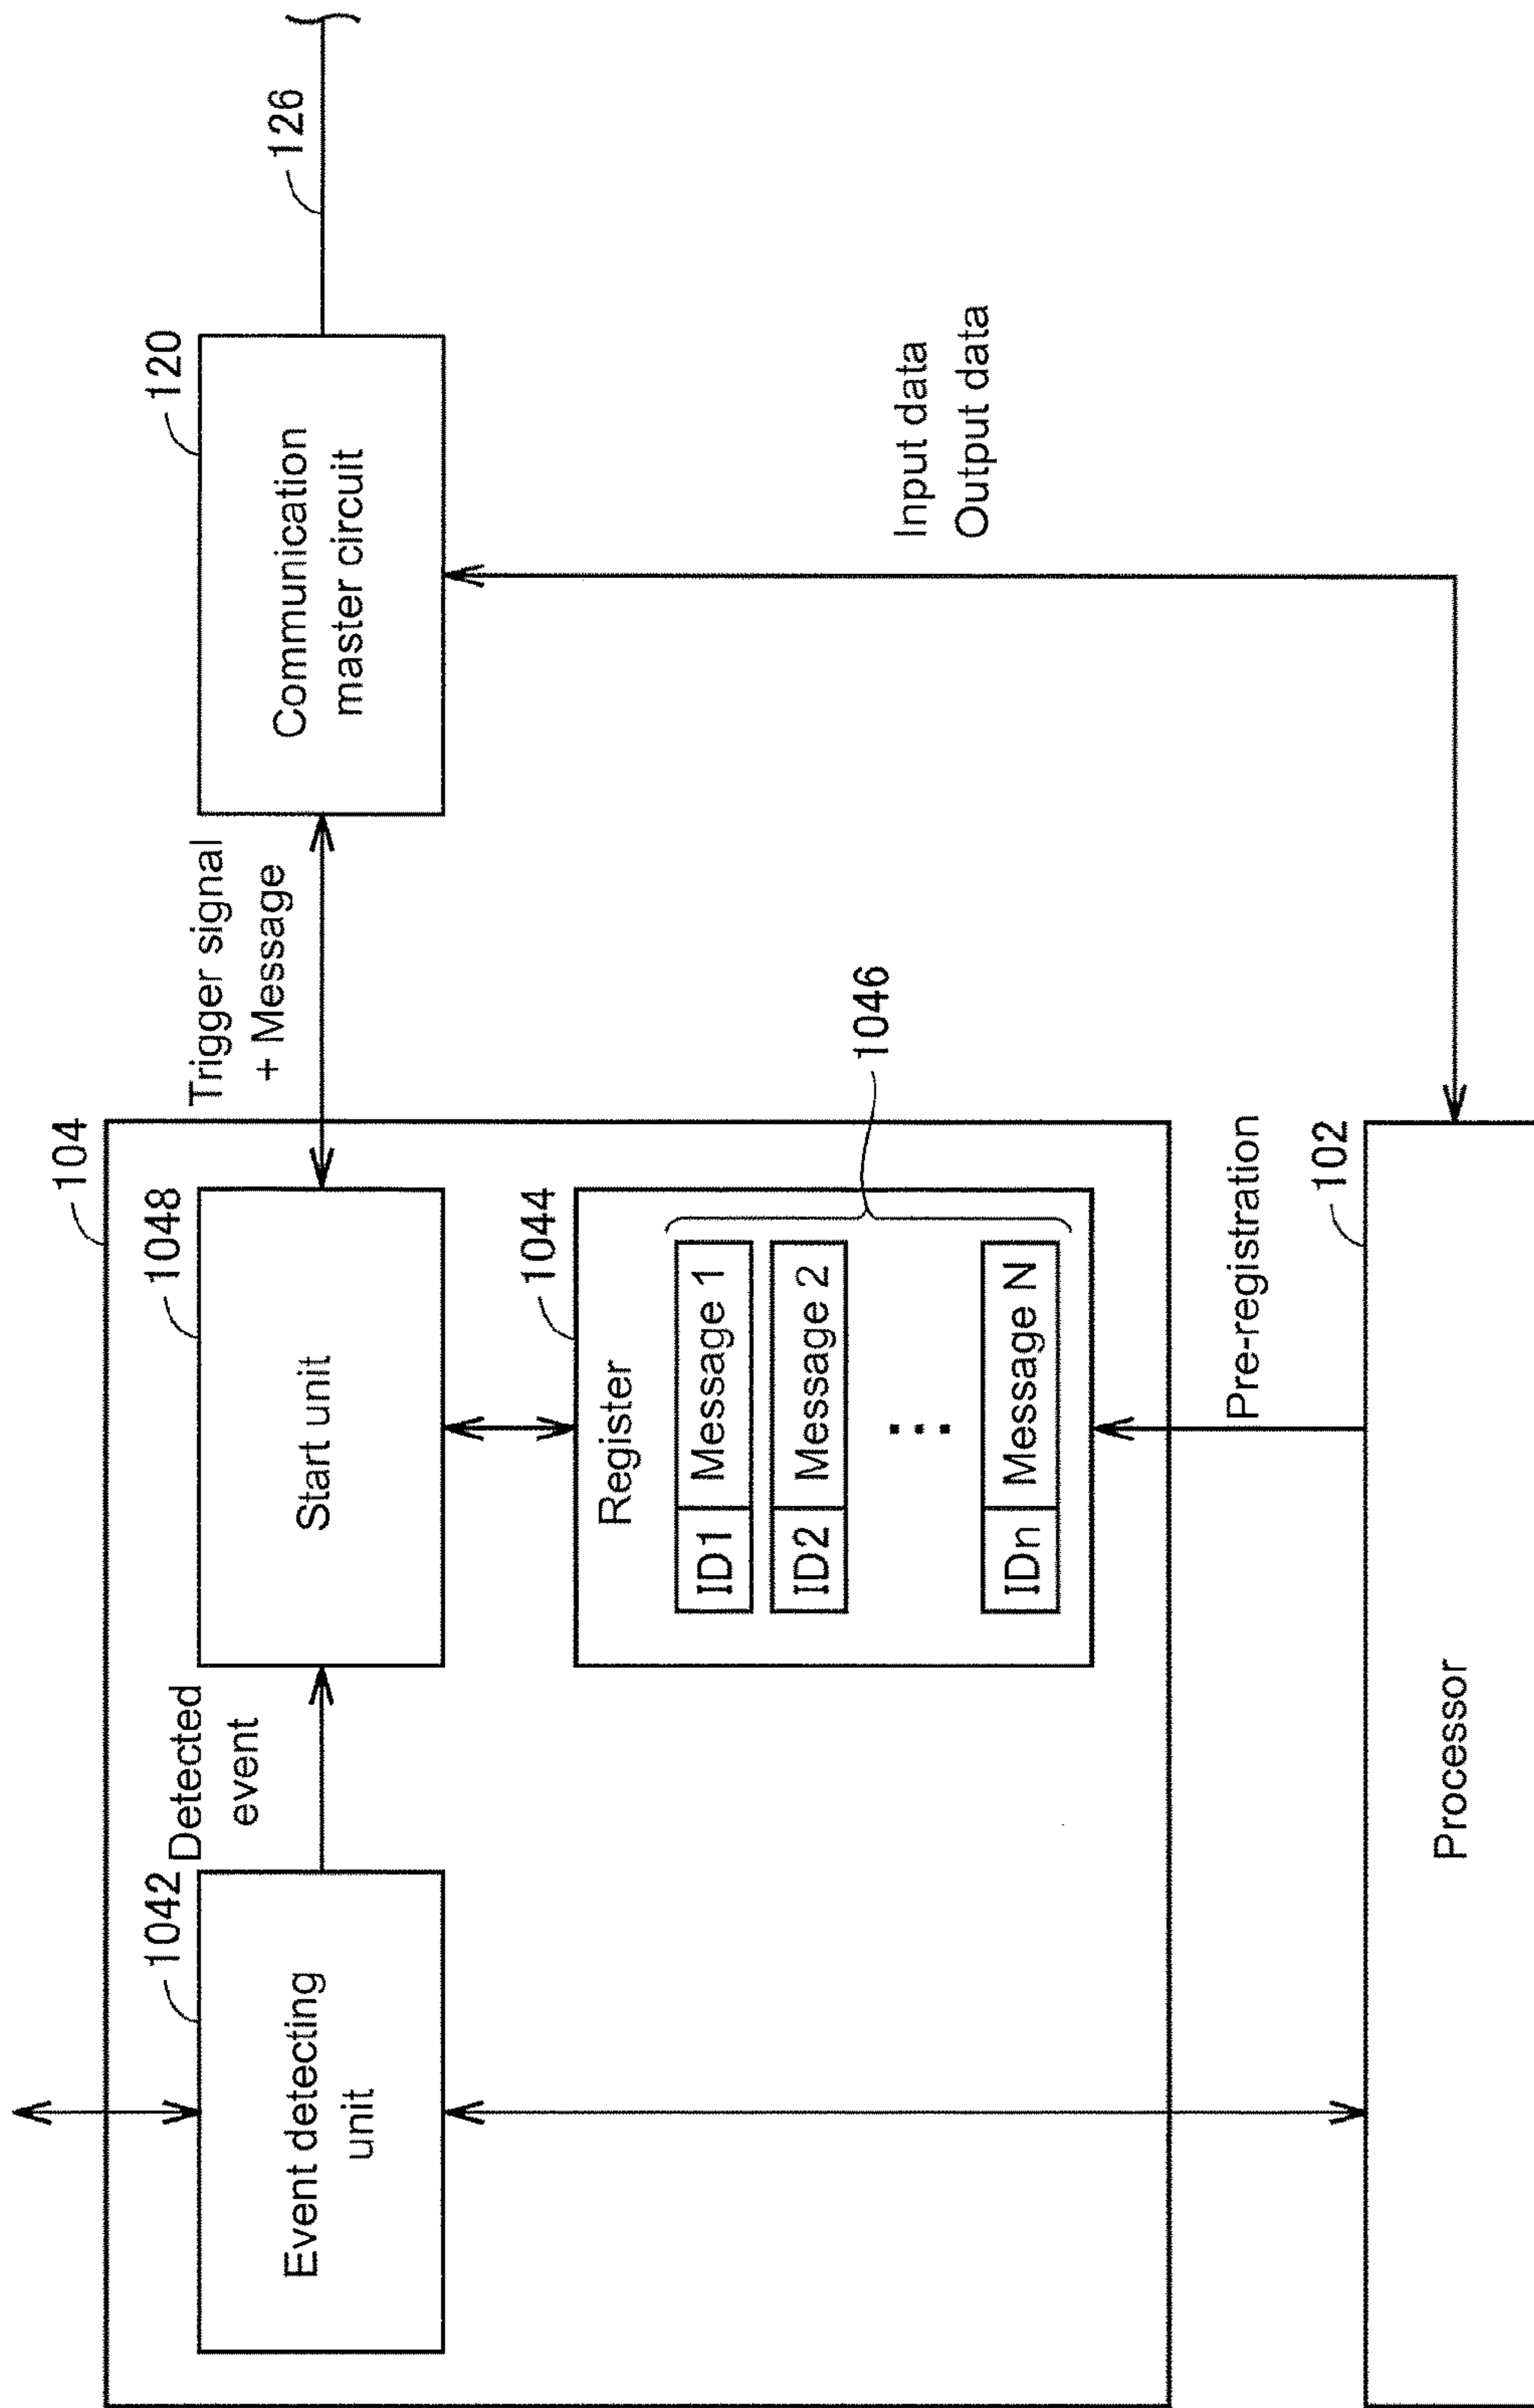 104
1042
Event detecting
unit
Detected
event
1048
Start unit
Trigger signal
+ Message
120
Communication
master circuit
126
1044
Register
ID1 Message 1
ID2 Message 2
⋮
IDn Message N
1046
Input data
Output data
Pre-registration
102
Processor